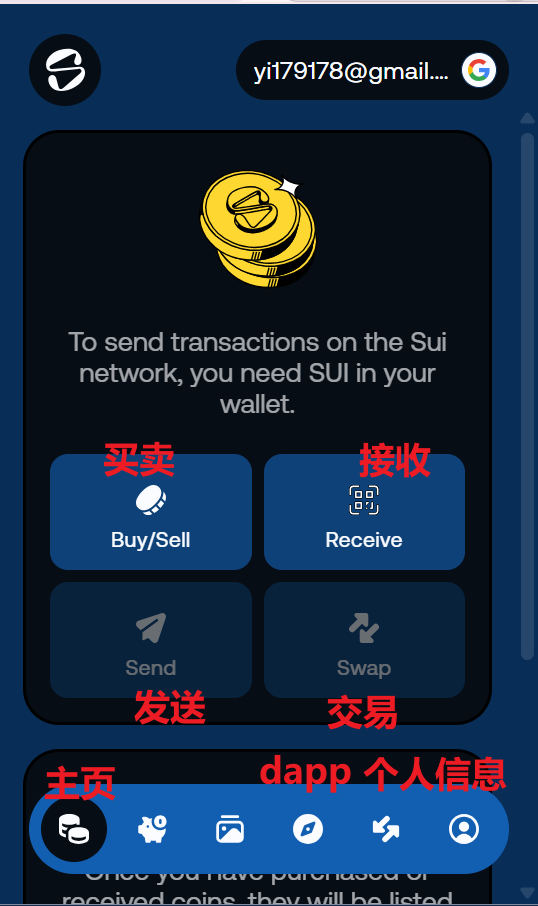 yi179178@gmail....
To send transactions on the Sui
network, you need SUI in your
wallet.
买卖
接收
Buy/Sell
Receive
Send
Swap
发送
交易
主页
dapp 个人信息
Once you have purchased or
received coins, they will be listed